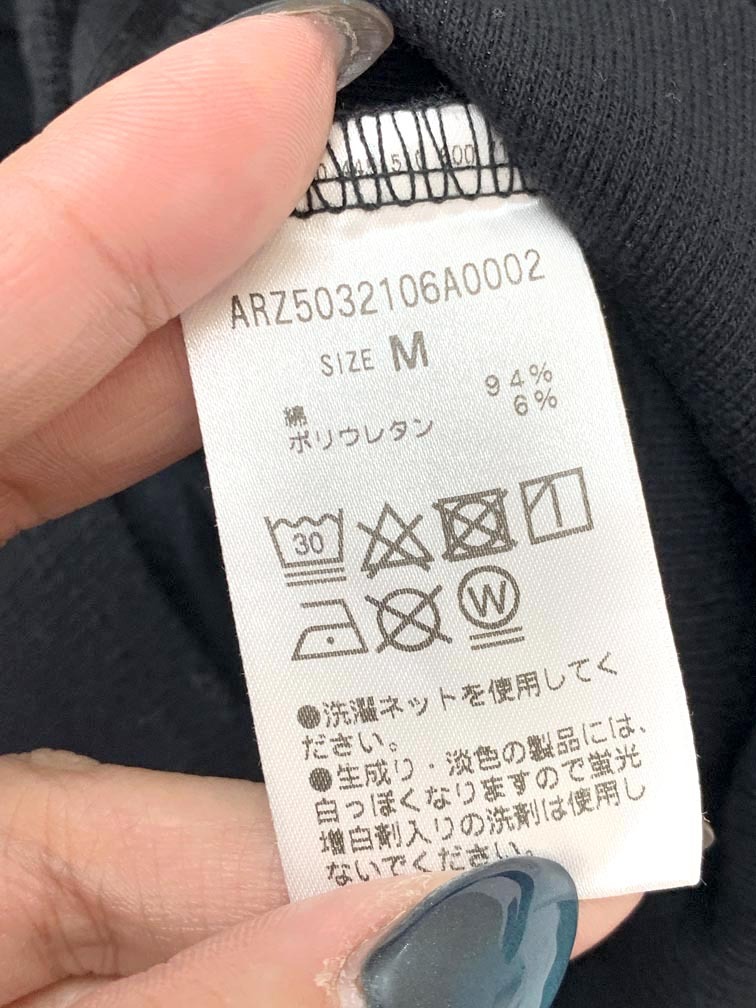 ARZ5032106A0002
SIZE M
綿 94%
ポリウレタン 6%
30
W
●洗濯ネットを使用してく
ださい。
●生成り・淡色の製品には、
白っぽくなりますので蛍光
増白剤入りの洗剤は使用し
ないでください。